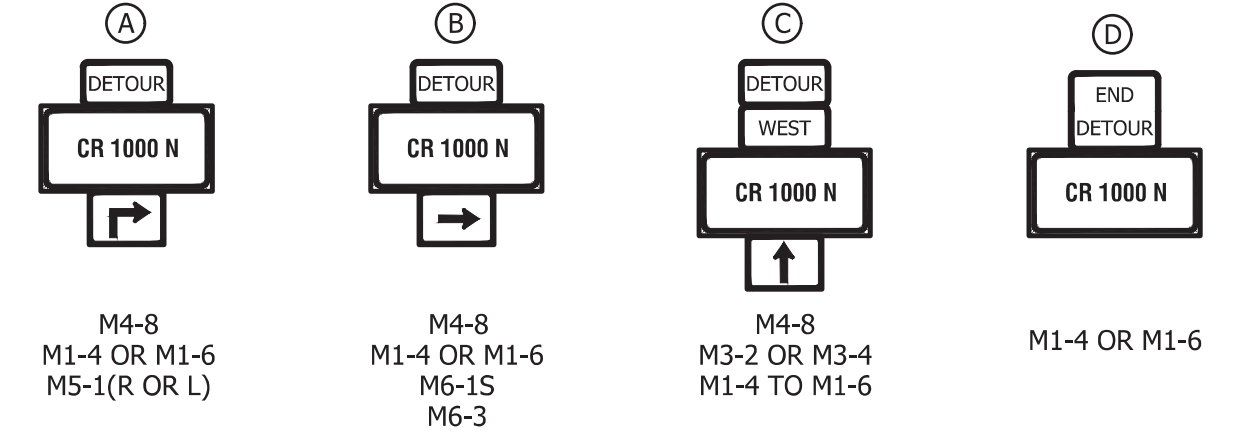 A
DETOUR
CR 1000 N
M4-8
M1-4 OR M1-6
M5-1(R OR L)
B
DETOUR
CR 1000 N
M4-8
M1-4 OR M1-6
M6-1S
M6-3
C
DETOUR
WEST
CR 1000 N
M4-8
M3-2 OR M3-4
M1-4 TO M1-6
D
END
DETOUR
CR 1000 N
M1-4 OR M1-6